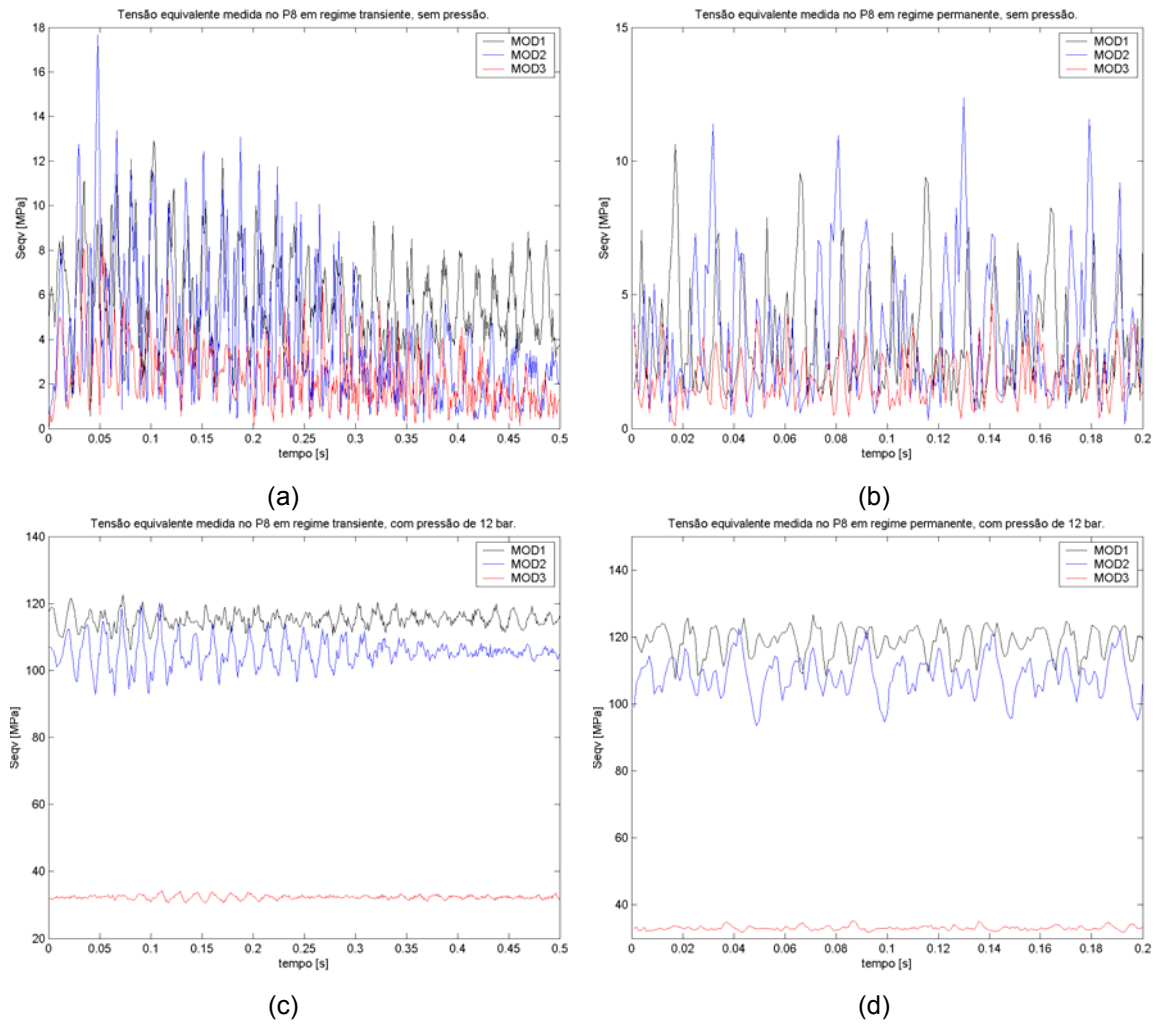 Tensão equivalente medida no P8 em regime transiente, sem pressão.
18
16
14
12
10
8
6
4
2
0
Seqv [MPa]
MOD1
MOD2
MOD3
0 0.05 0.1 0.15 0.2 0.25 0.3 0.35 0.4 0.45 0.5
tempo [s]
(a)
Tensão equivalente medida no P8 em regime permanente, sem pressão.
15
10
5
0
Seqv [MPa]
MOD1
MOD2
MOD3
0 0.02 0.04 0.06 0.08 0.1 0.12 0.14 0.16 0.18 0.2
tempo [s]
(b)
Tensão equivalente medida no P8 em regime transiente, com pressão de 12 bar.
140
120
100
80
60
40
20
Seqv [MPa]
MOD1
MOD2
MOD3
0 0.05 0.1 0.15 0.2 0.25 0.3 0.35 0.4 0.45 0.5
tempo [s]
(c)
Tensão equivalente medida no P8 em regime permanente, com pressão de 12 bar.
140
120
100
80
60
40
Seqv [MPa]
MOD1
MOD2
MOD3
0 0.02 0.04 0.06 0.08 0.1 0.12 0.14 0.16 0.18 0.2
tempo [s]
(d)